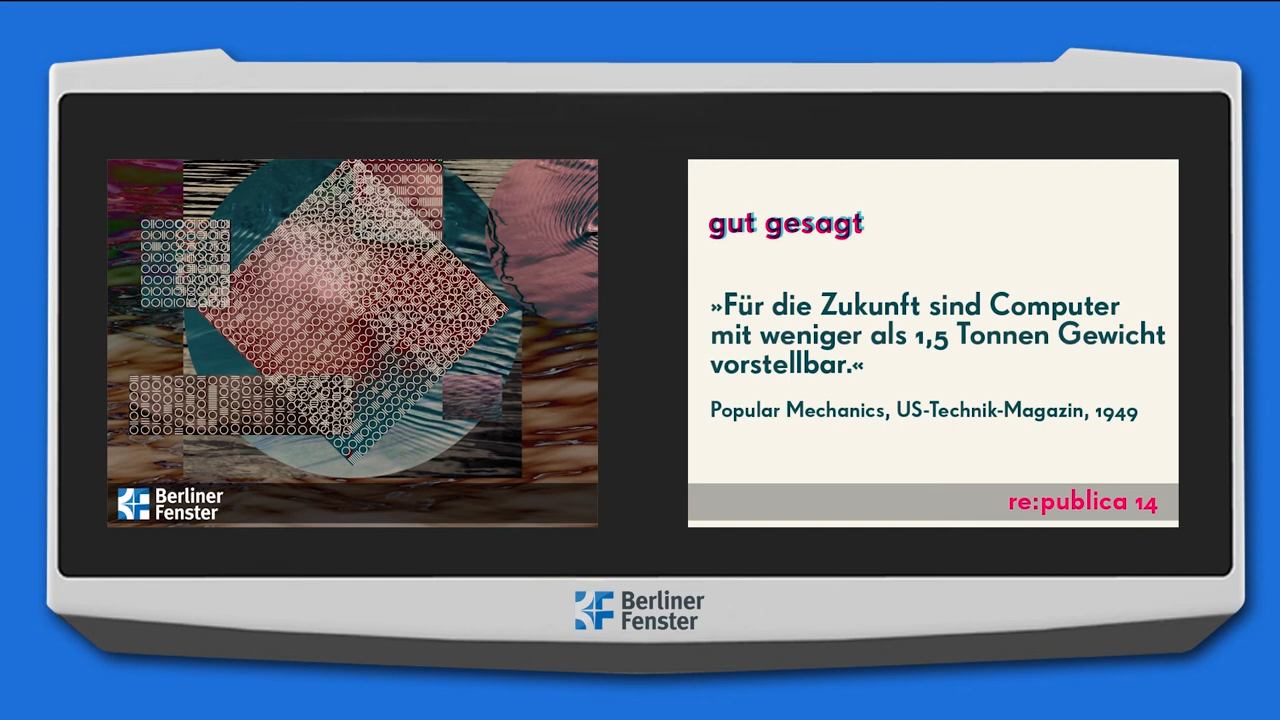 Berliner
Fenster
gut gesagt
»Für die Zukunft sind Computer
mit weniger als 1,5 Tonnen Gewicht
vorstellbar.«
Popular Mechanics, US-Technik-Magazin, 1949
re:publica 14
Berliner
Fenster